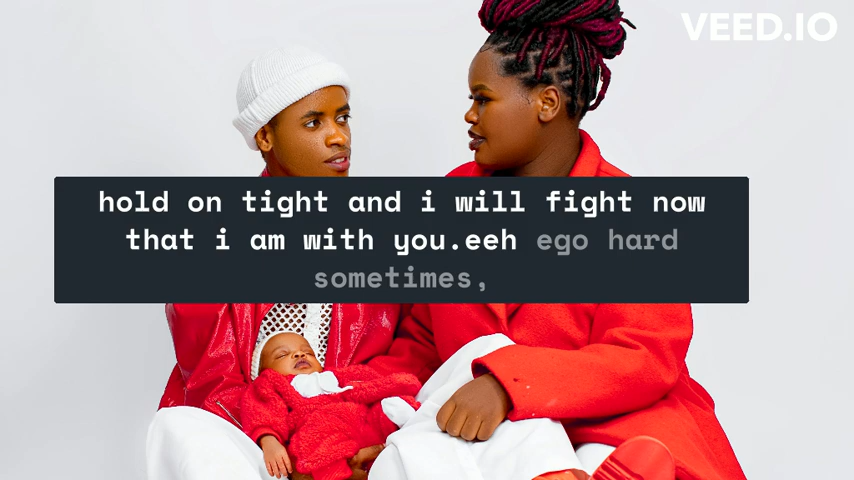 VEED.IO
hold on tight and i will fight now
that i am with you.eeh ego hard
sometimes,